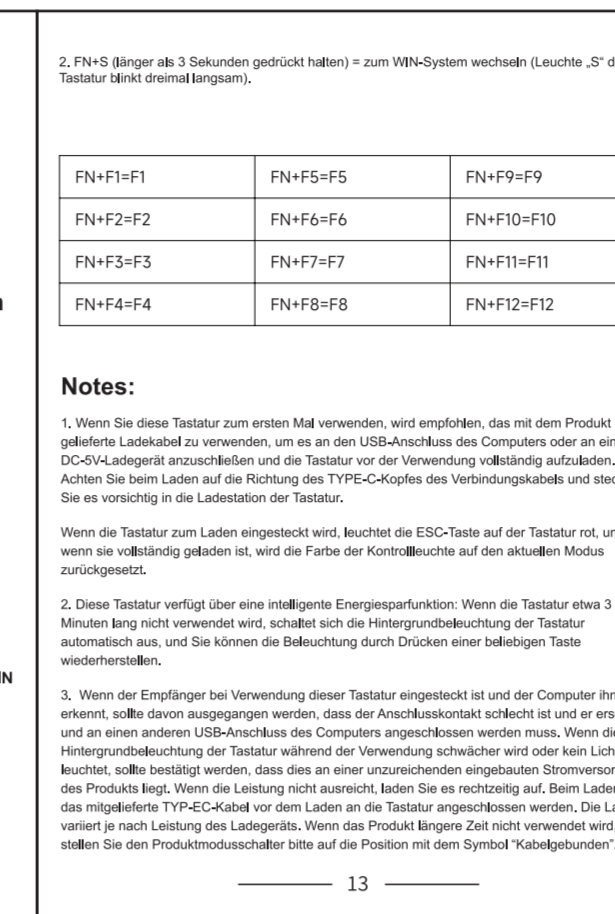 2. FN+S (länger als 3 Sekunden gedrückt halten) = zum WIN-System wechseln (Leuchte „S“
Tastatur blinkt dreimal langsam).
FN+F1=F1 FN+F5=F5 FN+F9=F9
FN+F2=F2 FN+F6=F6 FN+F10=F10
FN+F3=F3 FN+F7=F7 FN+F11=F11
FN+F4=F4 FN+F8=F8 FN+F12=F12
Notes:
1. Wenn Sie diese Tastatur zum ersten Mal verwenden, wird empfohlen, das mit dem Produkt
gelieferte Ladekabel zu verwenden, um es an den USB-Anschluss des Computers oder an ein
DC-5V-Ladegerät anzuschließen und die Tastatur vor der Verwendung vollständig aufzuladen.
Achten Sie beim Laden auf die Richtung des TYPE-C-Kopfes des Verbindungskabels und
Sie es vorsichtig in die Ladestation der Tastatur.
Wenn die Tastatur zum Laden eingesteckt wird, leuchtet die ESC-Taste auf der Tastatur rot,
wenn sie vollständig geladen ist, wird die Farbe der Kontrollleuchte auf den aktuellen Modus
zurückgesetzt.
2. Diese Tastatur verfügt über eine intelligente Energiesparfunktion: Wenn die Tastatur etwa 3
Minuten lang nicht verwendet wird, schaltet sich die Hintergrundbeleuchtung der Tastatur
automatisch aus, und Sie können die Beleuchtung durch Drücken einer beliebigen Taste
wiederherstellen.
IN
3. Wenn der Empfänger bei Verwendung dieser Tastatur eingesteckt ist und der Computer
erkennt, sollte davon ausgegangen werden, dass der Anschlusskontakt schlecht ist und er
und an einen anderen USB-Anschluss des Computers angeschlossen werden muss. Wenn
Hintergrundbeleuchtung der Tastatur während der Verwendung schwächer wird oder kein
leuchtet, sollte bestätigt werden, dass dies an einer unzureichenden eingebauten
des Produkts liegt. Wenn die Leistung nicht ausreicht, laden Sie es rechtzeitig auf. Beim
das mitgelieferte TYP-EC-Kabel vor dem Laden an die Tastatur angeschlossen werden. Die
variiert je nach Leistung des Ladegeräts. Wenn das Produkt längere Zeit nicht verwendet wird,
stellen Sie den Produktmodusschalter bitte auf die Position mit dem Symbol “Kabelgebunden”.
13